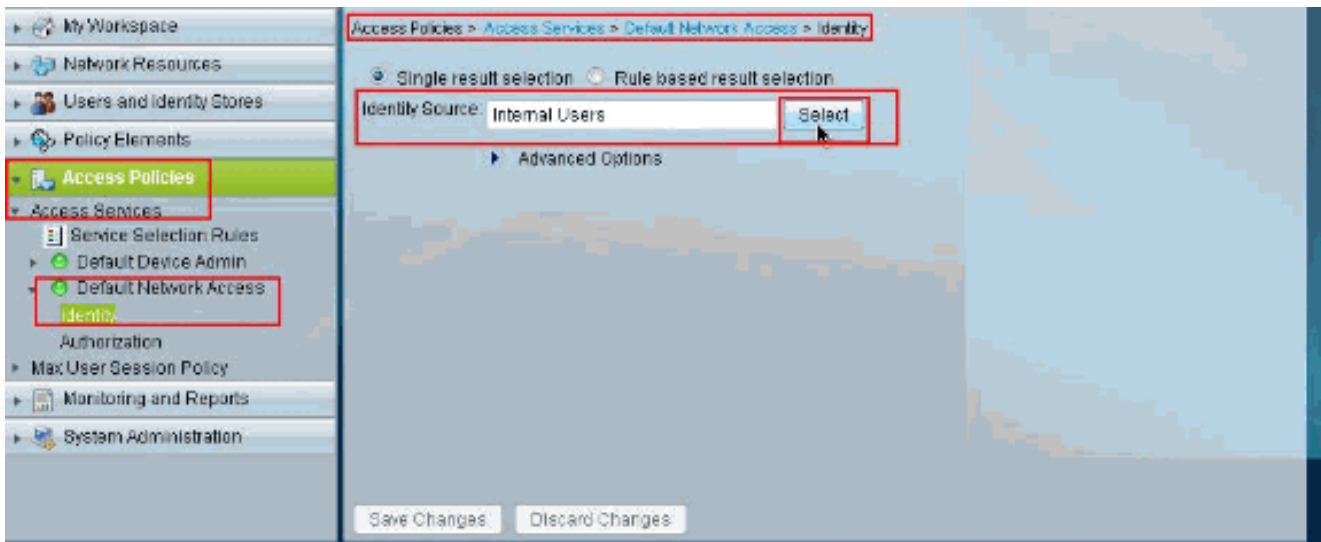 My Workspace
Network Resources
Users and Identity Stores
Policy Elements
Access Policies
Access Services
Service Selection Rules
Default Device Admin
Default Network Access
Identity
Authorization
Max User Session Policy
Monitoring and Reports
System Administration
Access Policies > Access Services > Default Network Access > Identity
Single result selection Rule based result selection
Identity Source: Internal Users Select
Advanced Options
Save Changes Discard Changes